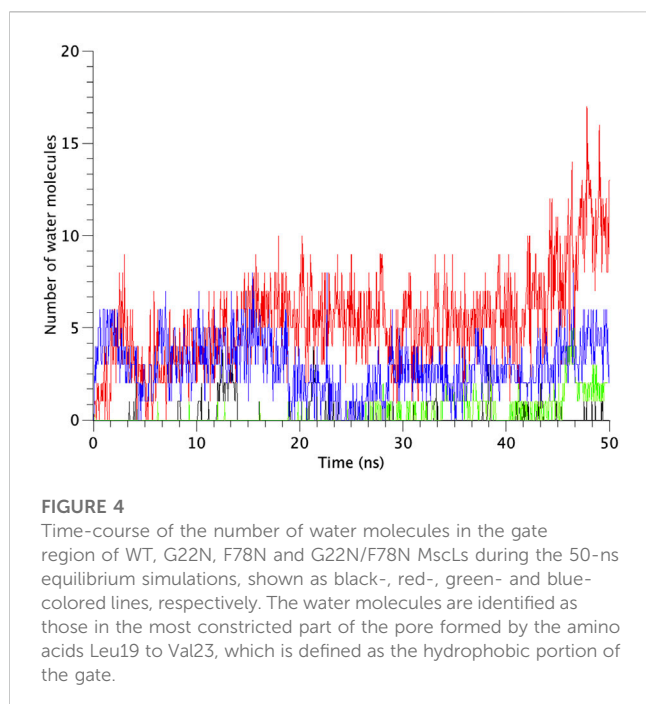 20
15
10
5
0
Number of water molecules
0 10 20 30 40 50
Time (ns)
FIGURE 4
Time-course of the number of water molecules in the gate
region of WT, G22N, F78N and G22N/F78N MscLs during the 50-ns
equilibrium simulations, shown as black-, red-, green- and blue-
colored lines, respectively. The water molecules are identified as
those in the most constricted part of the pore formed by the amino
acids Leu19 to Val23, which is defined as the hydrophobic portion of
the gate.